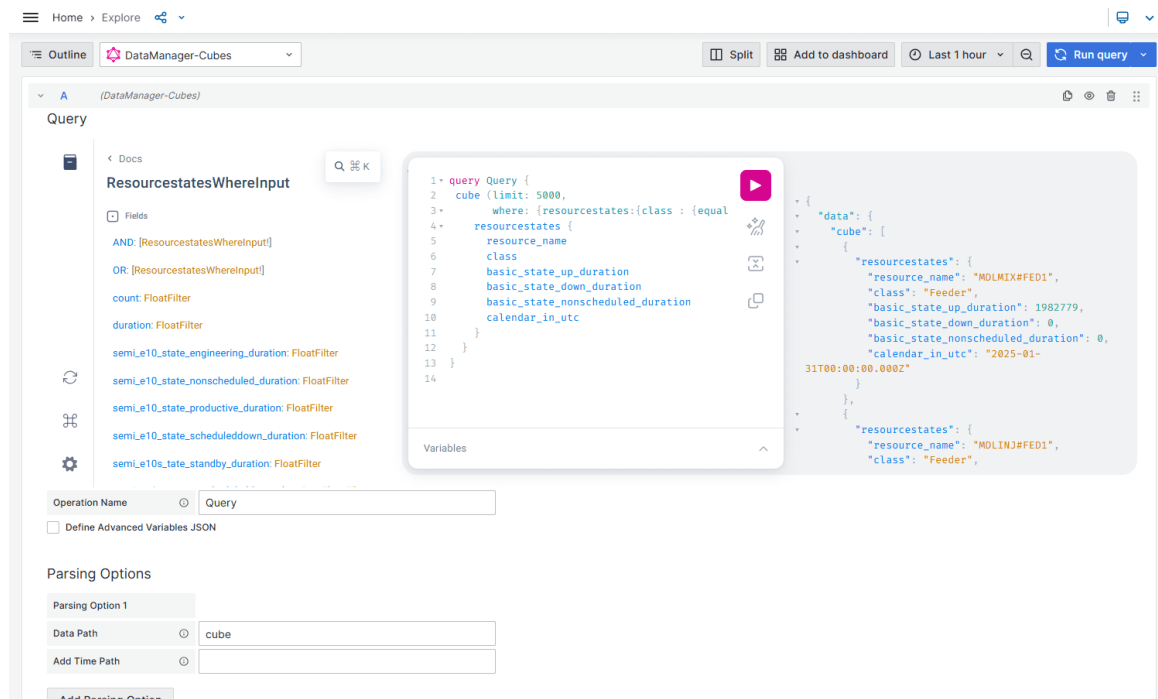 Home › Explore
Outline DataManager-Cubes Split Add to dashboard Last 1 hour Run query
A (DataManager-Cubes)
Query
‹ Docs
⌘ K
ResourcestatesWhereInput
Fields
AND: [ResourcestatesWhereInput!]
OR: [ResourcestatesWhereInput!]
count: FloatFilter
duration: FloatFilter
semi_e10_state_engineering_duration: FloatFilter
semi_e10_state_nonscheduled_duration: FloatFilter
semi_e10_state_productive_duration: FloatFilter
semi_e10_state_scheduleddown_duration: FloatFilter
semi_e10s_tate_standby_duration: FloatFilter
1 query Query {
2 cube (limit: 5000,
3 where: {resourcestates:{class : {equal
4 resourcestates {
5 resource_name
6 class
7 basic_state_up_duration
8 basic_state_down_duration
9 basic_state_nonscheduled_duration
10 calendar_in_utc
11 }
12 }
13 }
14
Variables
{
"data": {
"cube": [
{
"resourcestates": {
"resource_name": "MDLMIX#FED1",
"class": "Feeder",
"basic_state_up_duration": 1982779,
"basic_state_down_duration": 0,
"basic_state_nonscheduled_duration": 0,
"calendar_in_utc": "2025-01-
31T00:00:00.000Z"
}
},
{
"resourcestates": {
"resource_name": "MDLINJ#FED1",
"class": "Feeder",
Operation Name Query
Define Advanced Variables JSON
Parsing Options
Parsing Option 1
Data Path cube
Add Time Path
Add Parsing Option